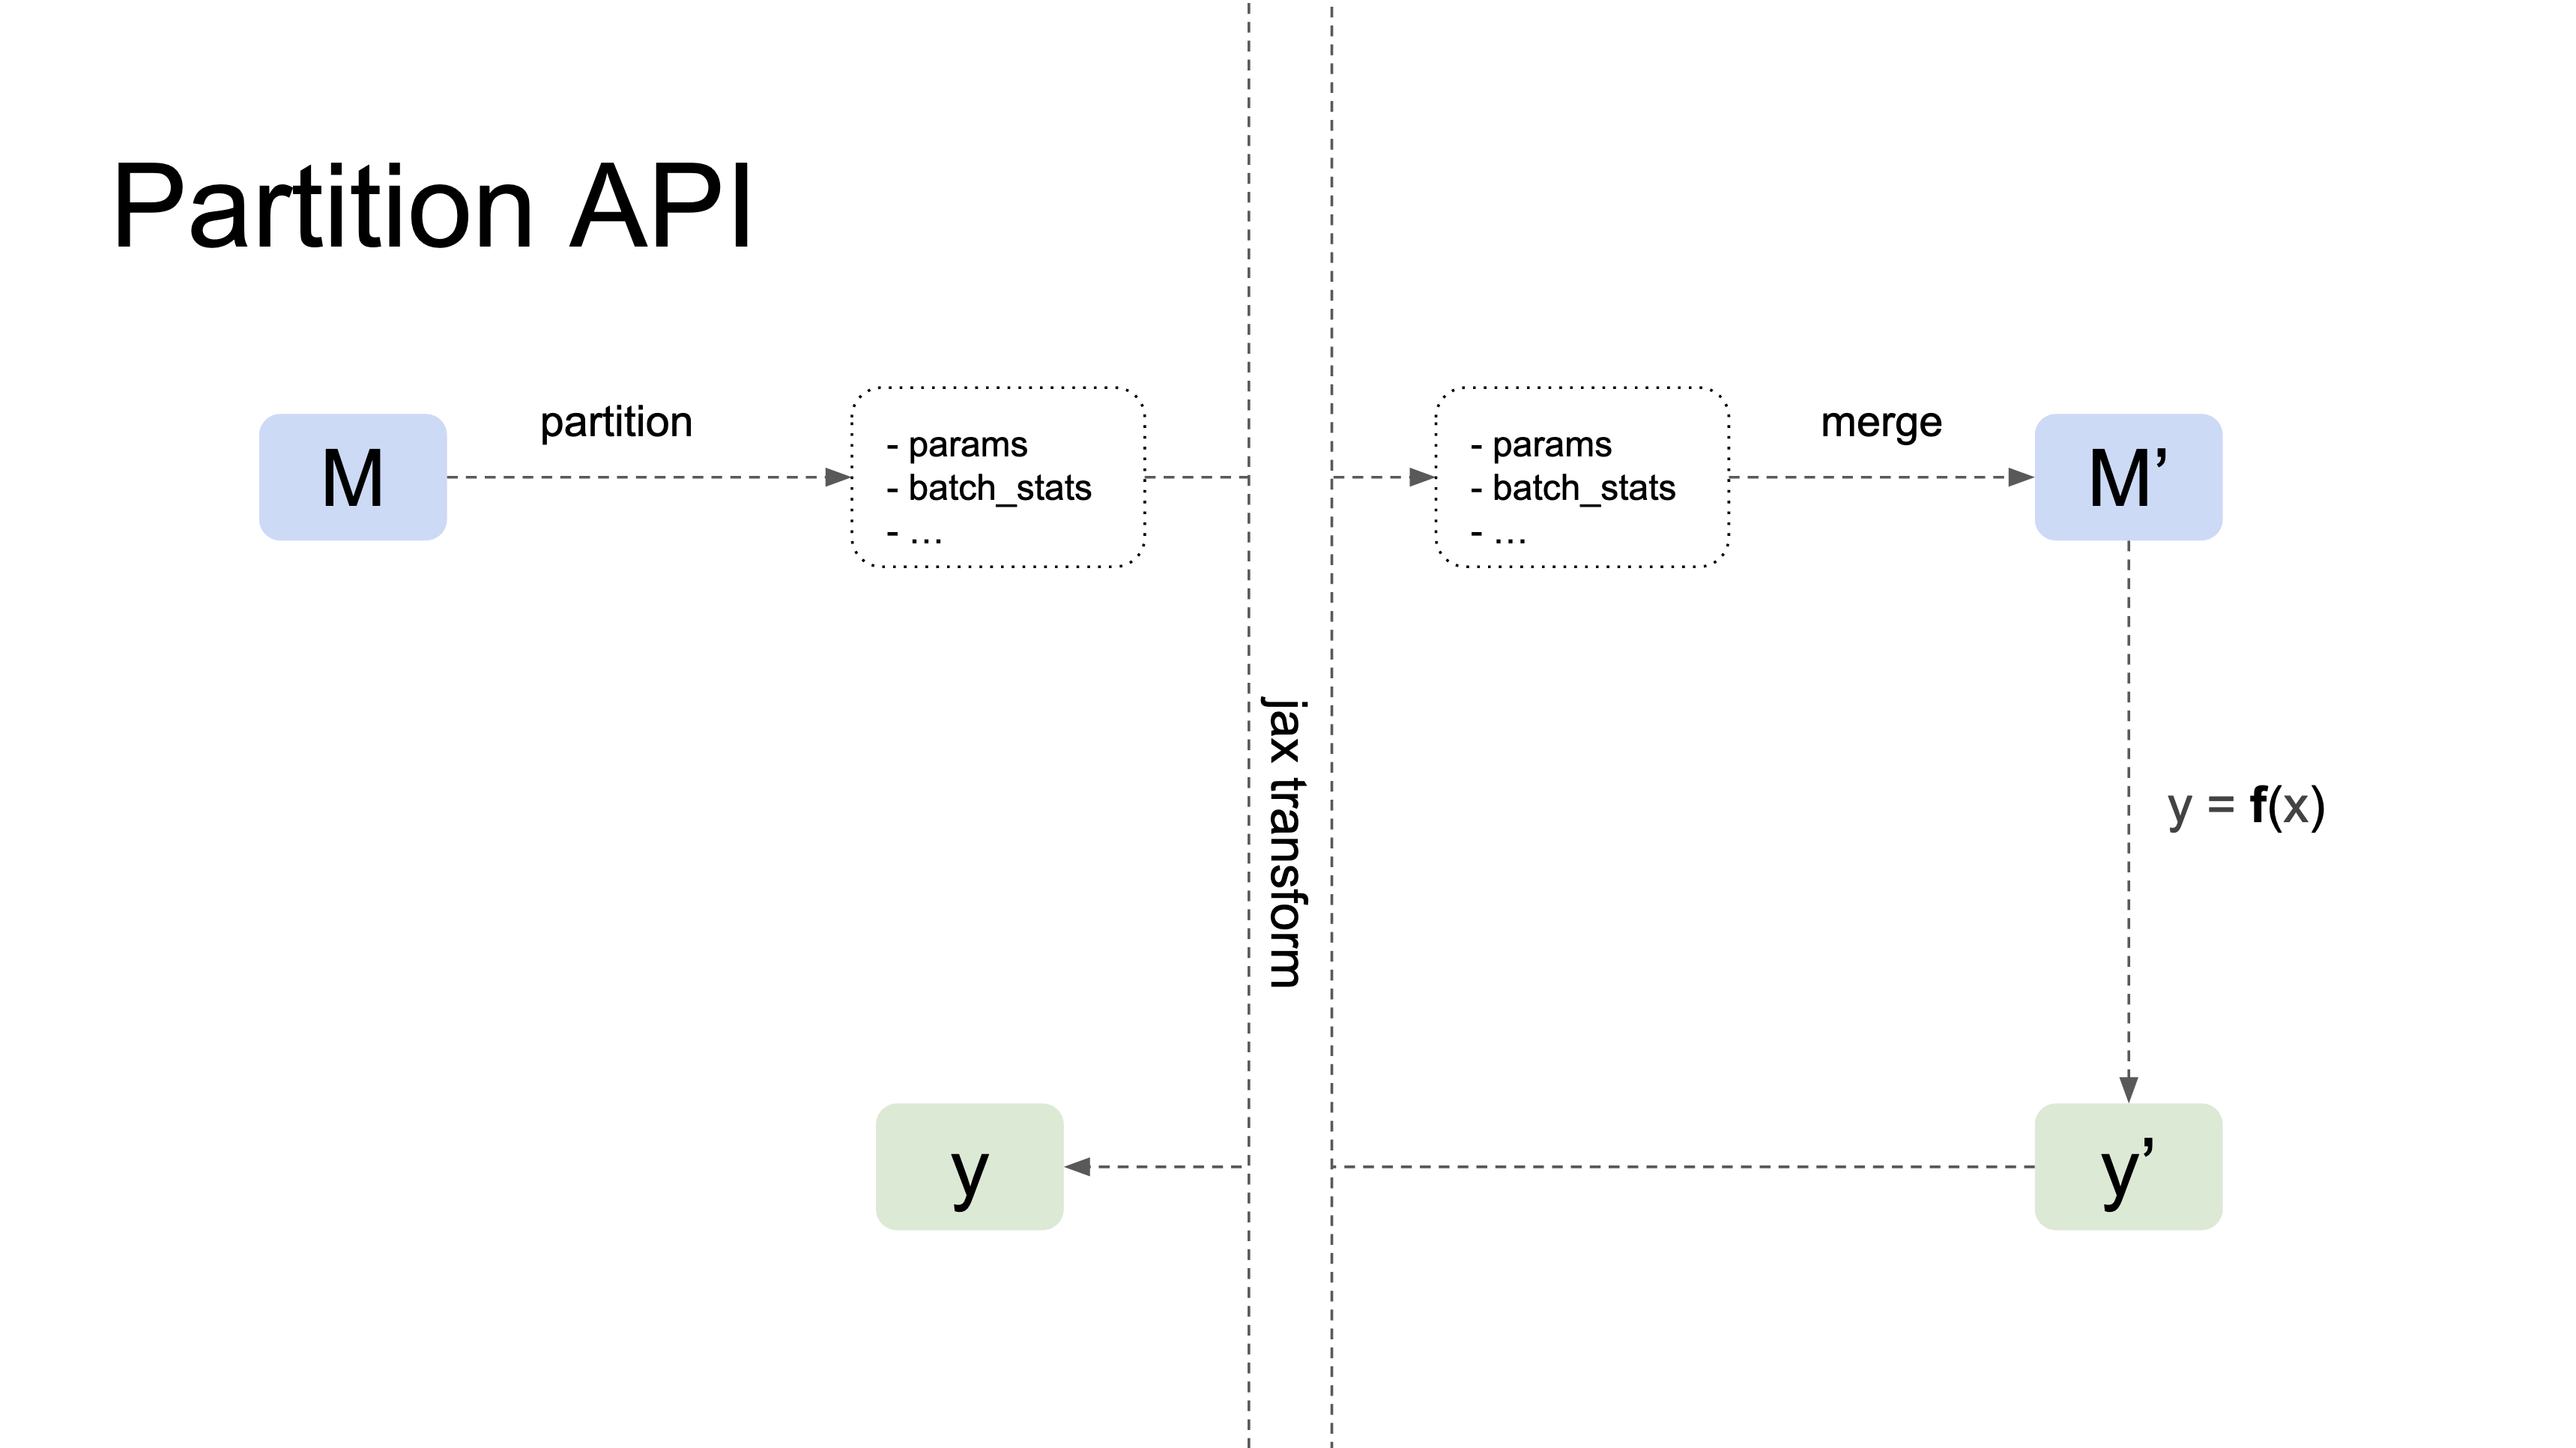 Partition API
M
partition
- params
- batch_stats
- ...
jax transform
- params
- batch_stats
- ...
merge
M’
y = f(x)
y
y’